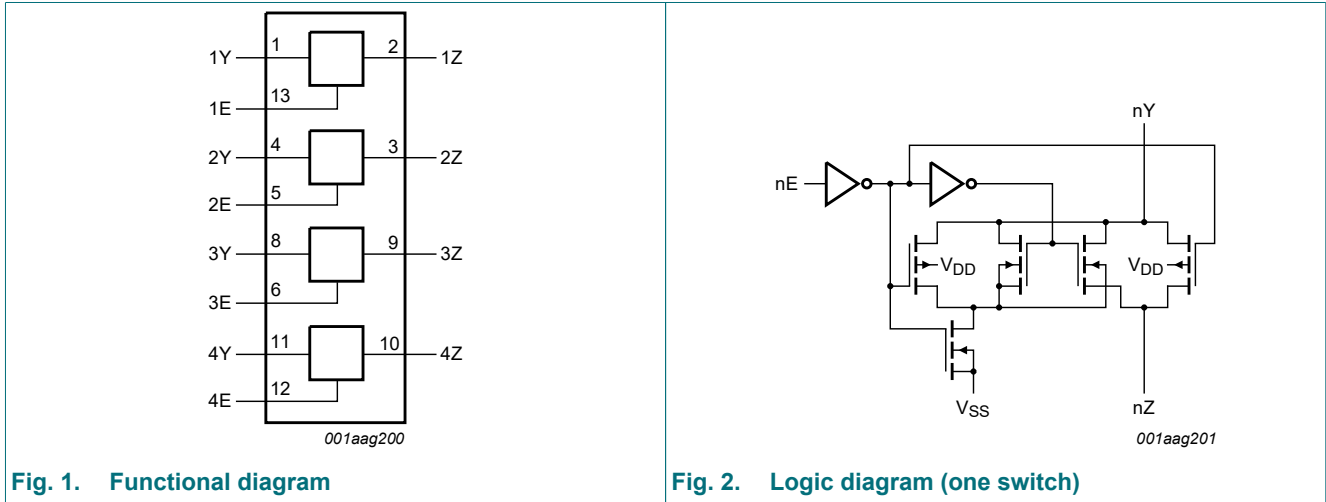 1Y 1 2 1Z
1E 13
2Y 4 3 2Z
2E 5
3Y 8 9 3Z
3E 6
4Y 11 10 4Z
4E 12
001aag200
Fig. 1. Functional diagram
nY
nE
VDD VDD
VSS nZ
001aag201
Fig. 2. Logic diagram (one switch)